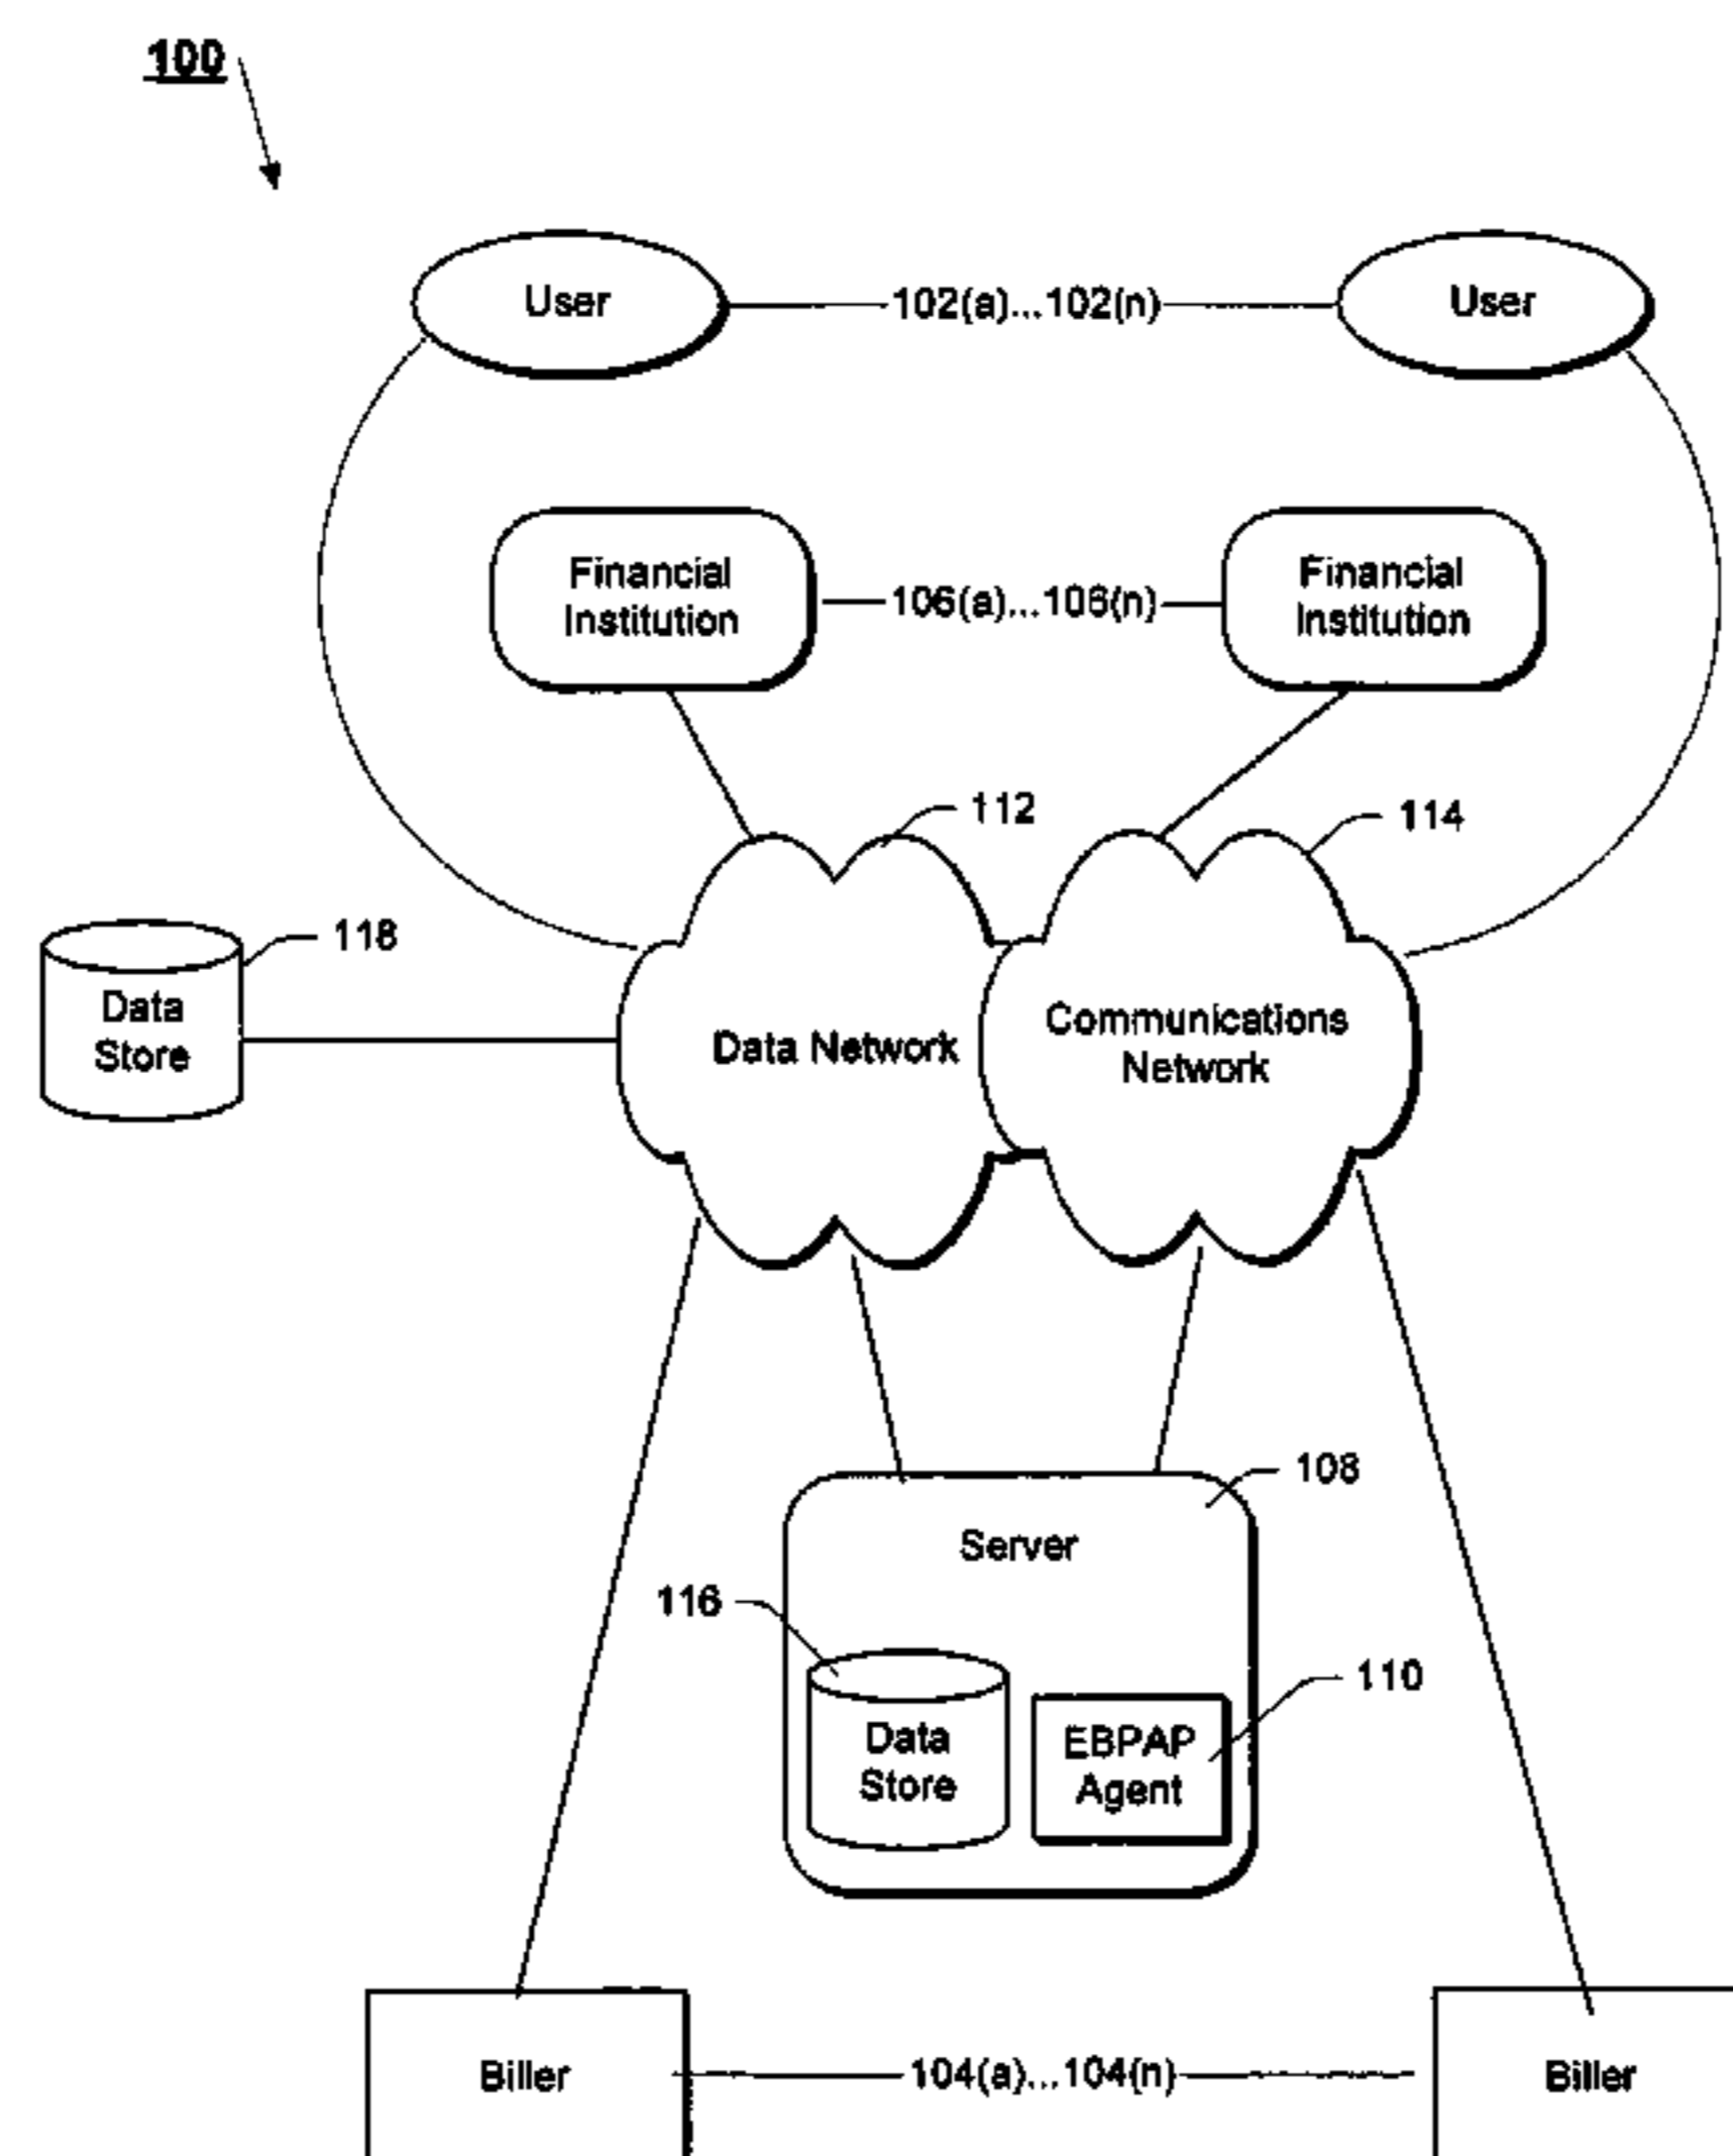 100
User
102(a)...102(n)
User
Financial
Institution
106(a)...106(n)
Financial
Institution
112
114
118
Data
Store
Data Network
Communications
Network
108
Server
116
110
Data
Store
EBPAP
Agent
Biller
104(a)...104(n)
Biller